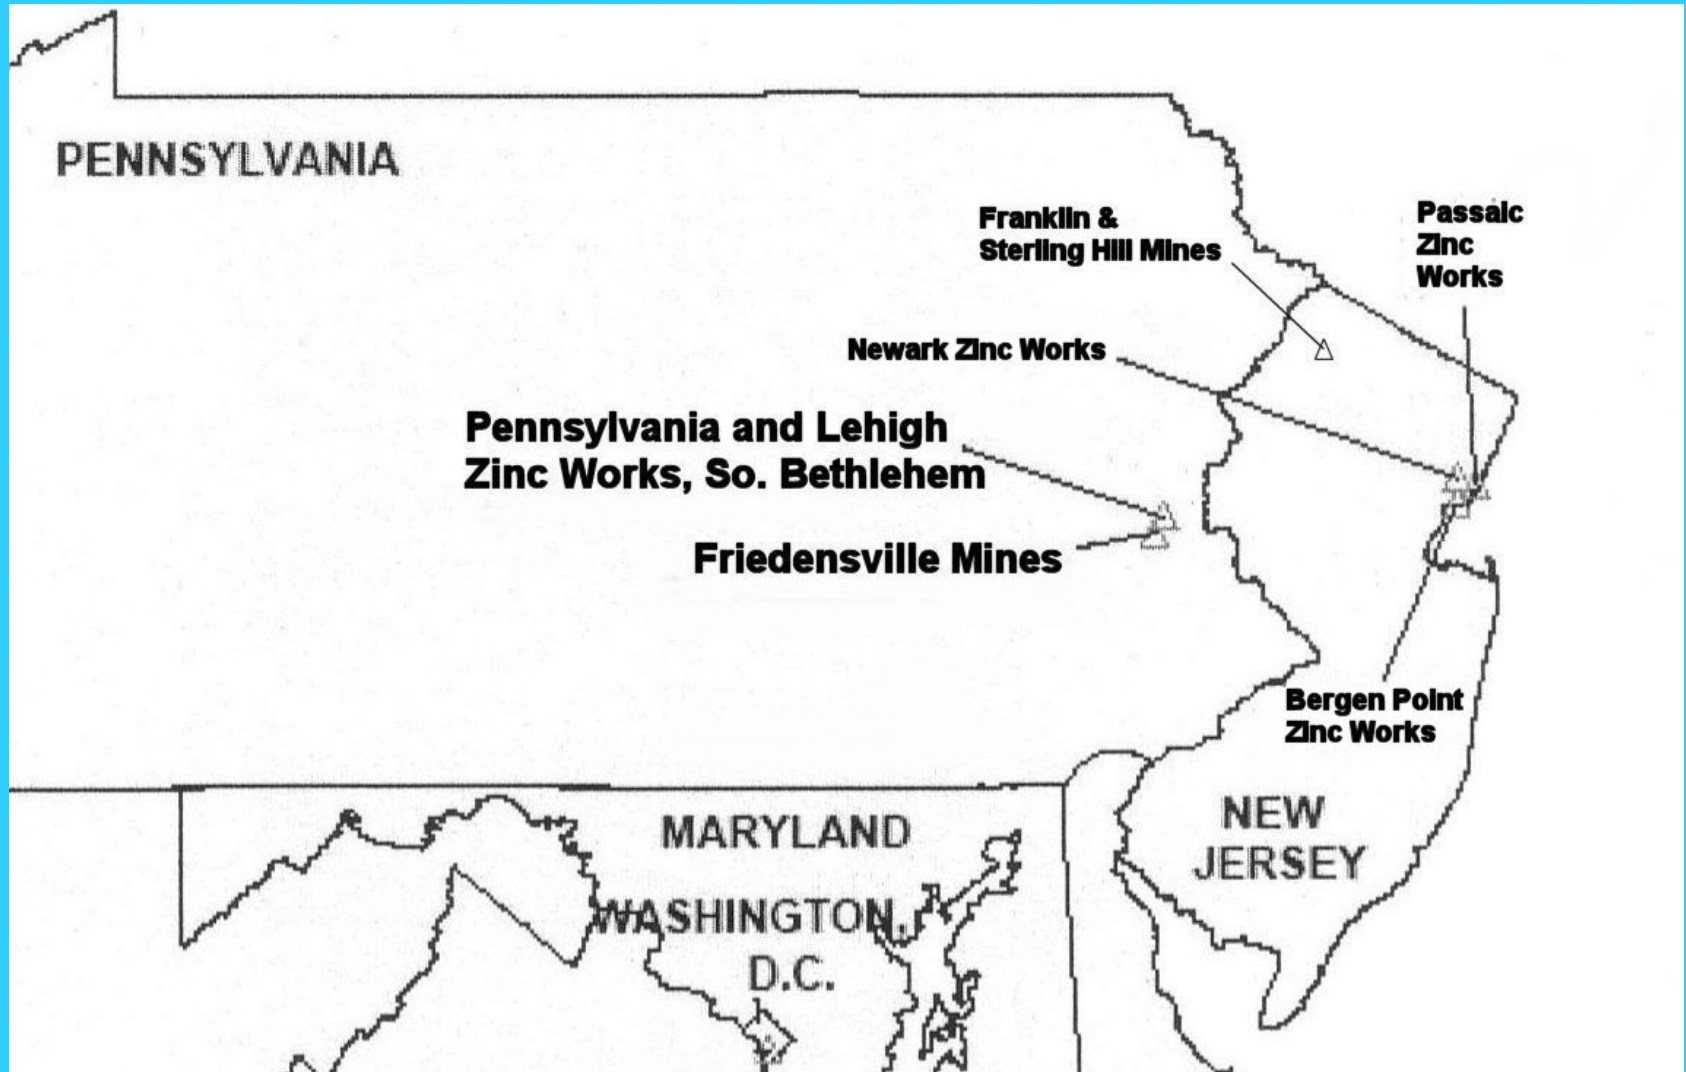 PENNSYLVANIA
Franklin &
Sterling Hill Mines
Passaic
Zinc
Works
Newark Zinc Works
Pennsylvania and Lehigh
Zinc Works, So. Bethlehem
Friedensville Mines
Bergen Point
Zinc Works
NEW
JERSEY
MARYLAND
WASHINGTON,
D.C.